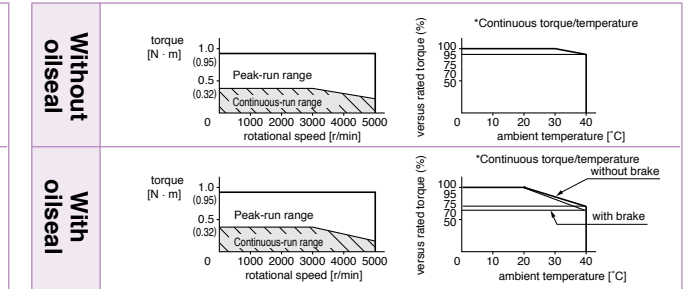 Without
oilseal
torque
[N · m]
1.0
(0.95)
0.5
(0.32)
Peak-run range
Continuous-run range
0 1000 2000 3000 4000 5000
rotational speed [r/min]
*Continuous torque/temperature
versus rated torque (%)
100
95
75
70
50
0 10 20 30 40
ambient temperature [˚C]
With
oilseal
torque
[N · m]
1.0
(0.95)
0.5
(0.32)
Peak-run range
Continuous-run range
0 1000 2000 3000 4000 5000
rotational speed [r/min]
*Continuous torque/temperature
without brake
with brake
versus rated torque (%)
100
95
75
70
50
0 10 20 30 40
ambient temperature [˚C]